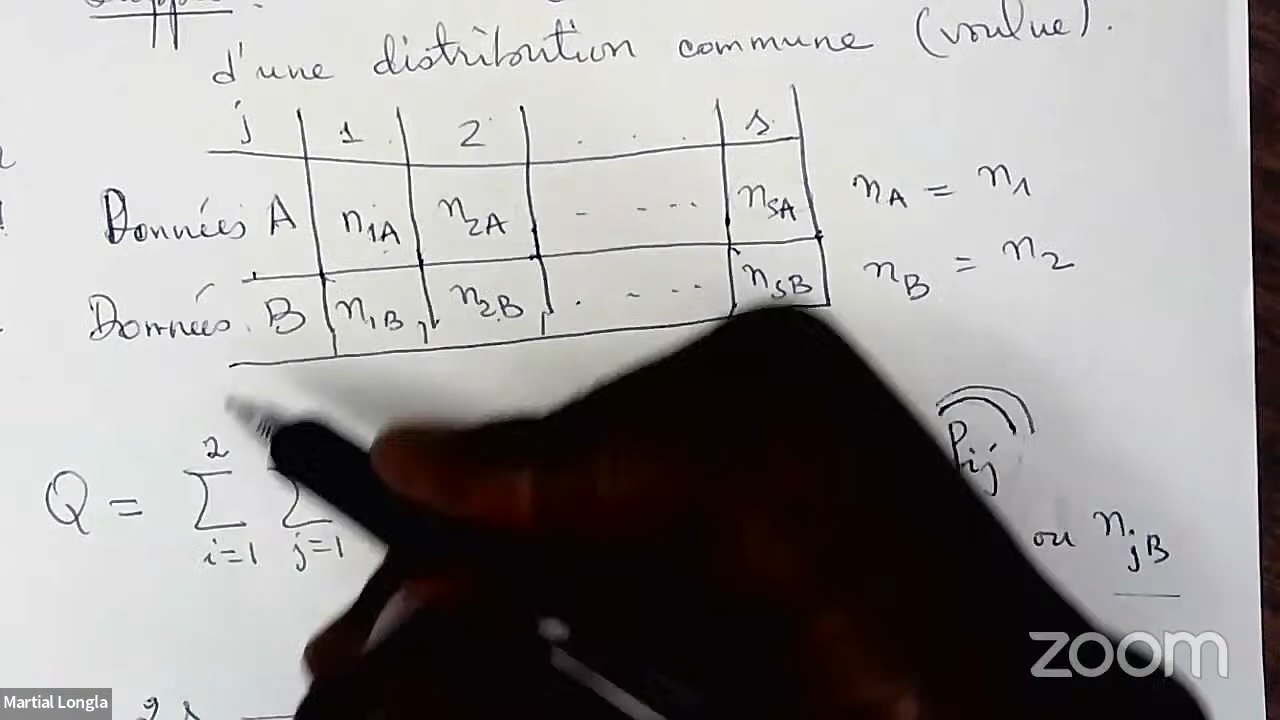 d'une distribution commune (voulue).
j 1 2 . . . s
Données A n1A n2A - - - . . nSA nA = n1
Données B n1B n2B . - - . . nSB nB = n2
Pij
Q = 2 Σ i=1 Σ j=1
ou njB
zoom
Martial Longla